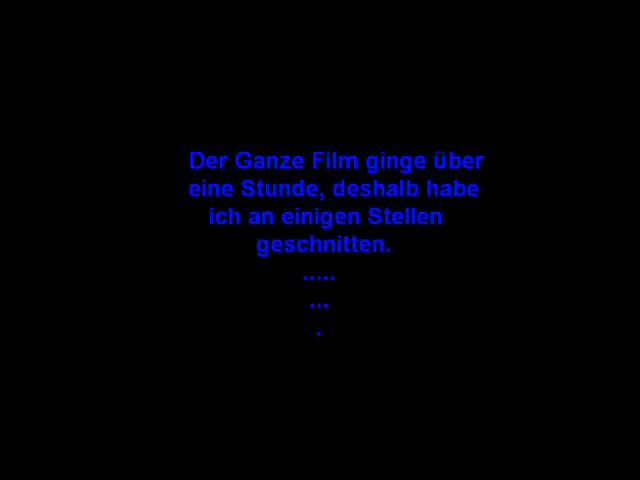 Der Ganze Film ginge über
eine Stunde, deshalb habe
ich an einigen Stellen
geschnitten.
.....
...
.